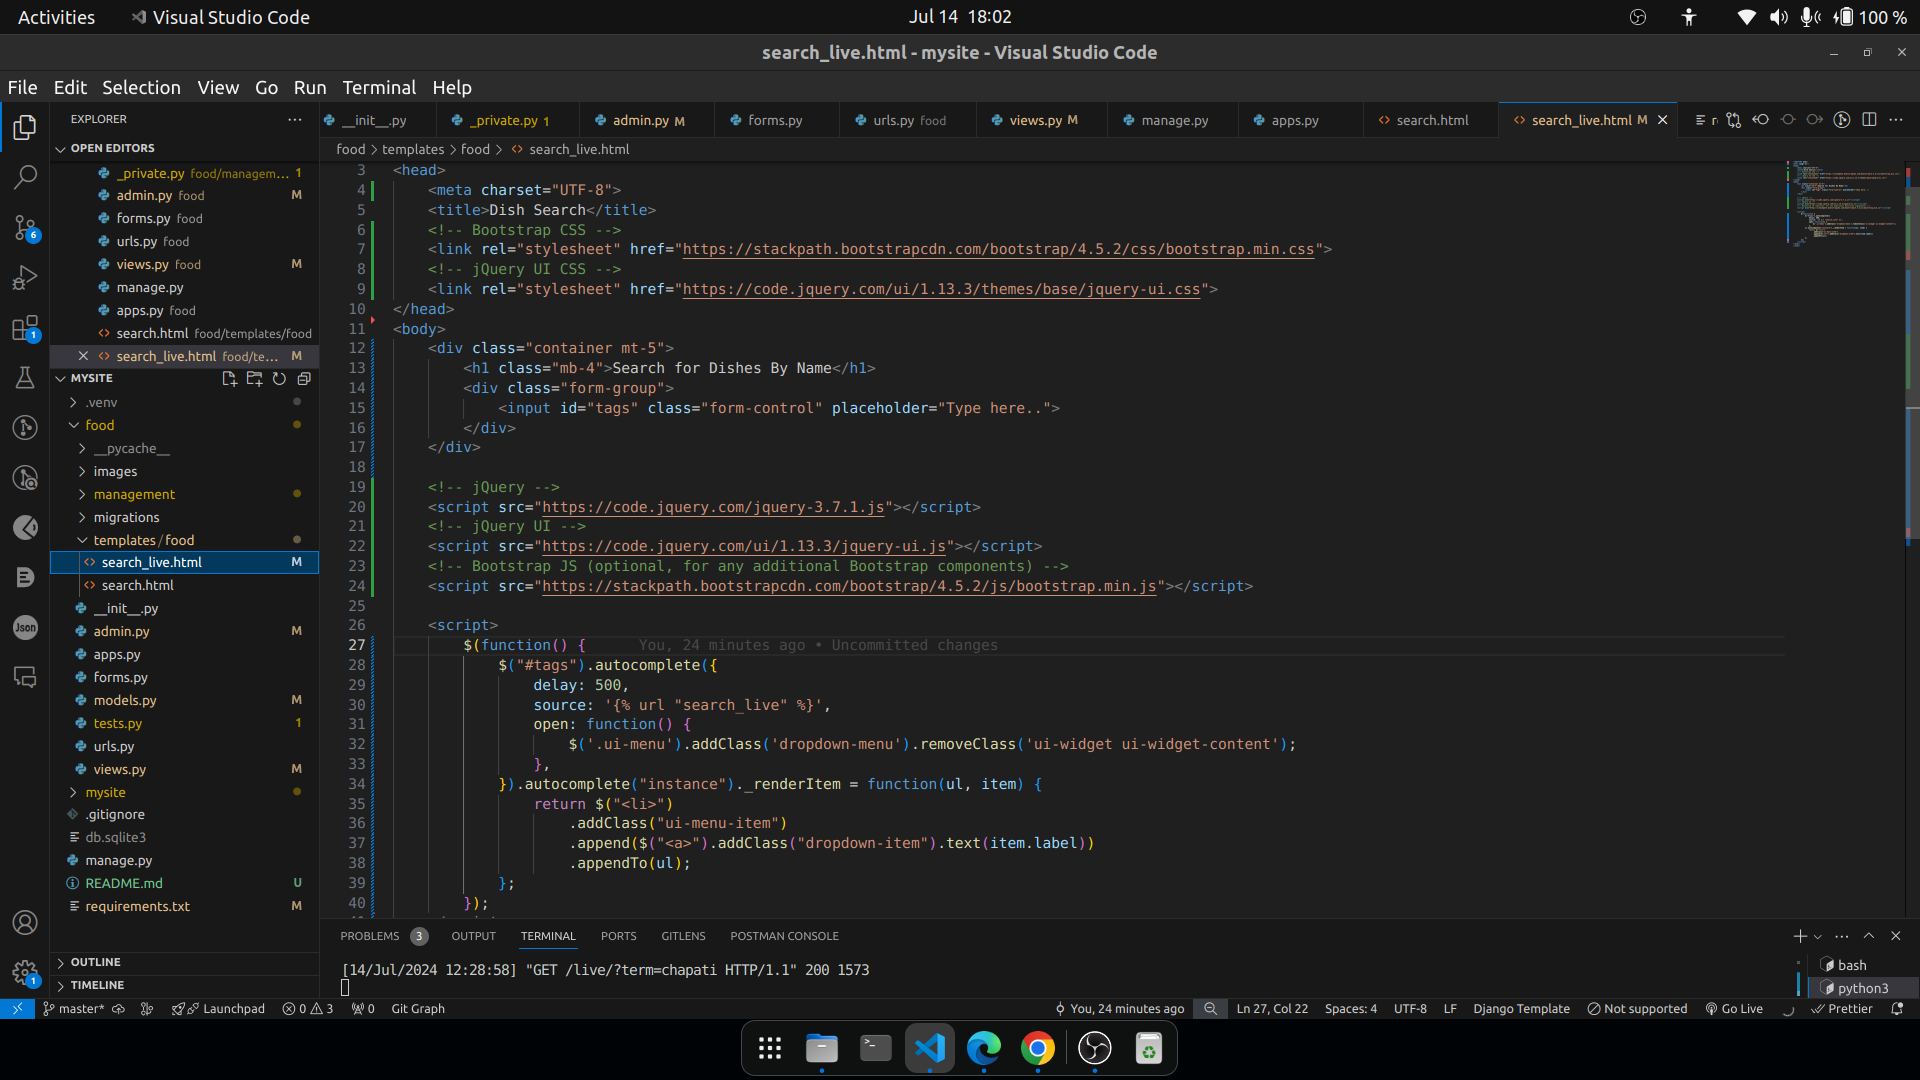 Activities
Visual Studio Code
Jul 14 18:02
100 %
search_live.html - mysite - Visual Studio Code
File Edit Selection View Go Run Terminal Help
EXPLORER
OPEN EDITORS
_private.py food/managem... 1
admin.py food M
forms.py food
urls.py food
views.py food M
manage.py
apps.py food
search.html food/templates/food
search_live.html food/te... M
MYSITE
.venv
food
__pycache__
images
management
migrations
templates/food
search_live.html M
search.html
__init__.py
admin.py M
apps.py
forms.py
models.py M
tests.py 1
urls.py
views.py M
mysite
.gitignore
db.sqlite3
manage.py
README.md U
requirements.txt M
OUTLINE
TIMELINE
6
1
Json
1
__init__.py _private.py 1 admin.py M forms.py urls.py food views.py M manage.py apps.py search.html search_live.html M
food > templates > food > search_live.html
3 <head>
4 <meta charset="UTF-8">
5 <title>Dish Search</title>
6 <!-- Bootstrap CSS -->
7 <link rel="stylesheet" href="https://stackpath.bootstrapcdn.com/bootstrap/4.5.2/css/bootstrap.min.css">
8 <!-- jQuery UI CSS -->
9 <link rel="stylesheet" href="https://code.jquery.com/ui/1.13.3/themes/base/jquery-ui.css">
10 </head>
11 <body>
12 <div class="container mt-5">
13 <h1 class="mb-4">Search for Dishes By Name</h1>
14 <div class="form-group">
15 <input id="tags" class="form-control" placeholder="Type here..">
16 </div>
17 </div>
18
19 <!-- jQuery -->
20 <script src="https://code.jquery.com/jquery-3.7.1.js"></script>
21 <!-- jQuery UI -->
22 <script src="https://code.jquery.com/ui/1.13.3/jquery-ui.js"></script>
23 <!-- Bootstrap JS (optional, for any additional Bootstrap components) -->
24 <script src="https://stackpath.bootstrapcdn.com/bootstrap/4.5.2/js/bootstrap.min.js"></script>
25
26 <script>
27 $(function() { You, 24 minutes ago • Uncommitted changes
28 $("#tags").autocomplete({
29 delay: 500,
30 source: '{% url "search_live" %}',
31 open: function() {
32 $('.ui-menu').addClass('dropdown-menu').removeClass('ui-widget ui-widget-content');
33 },
34 }).autocomplete("instance")._renderItem = function(ul, item) {
35 return $("<li>")
36 .addClass("ui-menu-item")
37 .append($("<a>").addClass("dropdown-item").text(item.label))
38 .appendTo(ul);
39 };
40 });
PROBLEMS 3 OUTPUT TERMINAL PORTS GITLENS POSTMAN CONSOLE
[14/Jul/2024 12:28:58] "GET /live/?term=chapati HTTP/1.1" 200 1573
bash
python3
master* Launchpad 0 3 0 Git Graph You, 24 minutes ago Ln 27, Col 22 Spaces: 4 UTF-8 LF Django Template Not supported Go Live Prettier